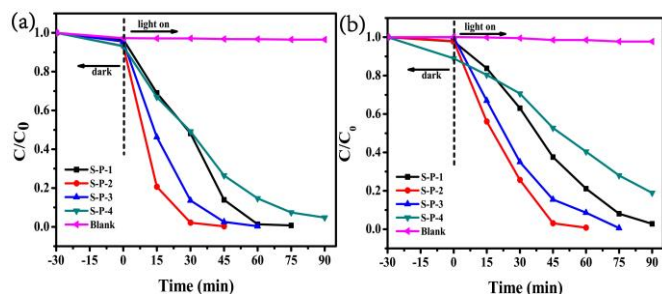 (a)
light on
dark
C/C0
1.0
0.8
0.6
0.4
0.2
0.0
S-P-1
S-P-2
S-P-3
S-P-4
Blank
-30 -15 0 15 30 45 60 75 90
Time (min)
(b)
light on
dark
C/C0
1.0
0.8
0.6
0.4
0.2
0.0
S-P-1
S-P-2
S-P-3
S-P-4
Blank
-30 -15 0 15 30 45 60 75 90
Time (min)